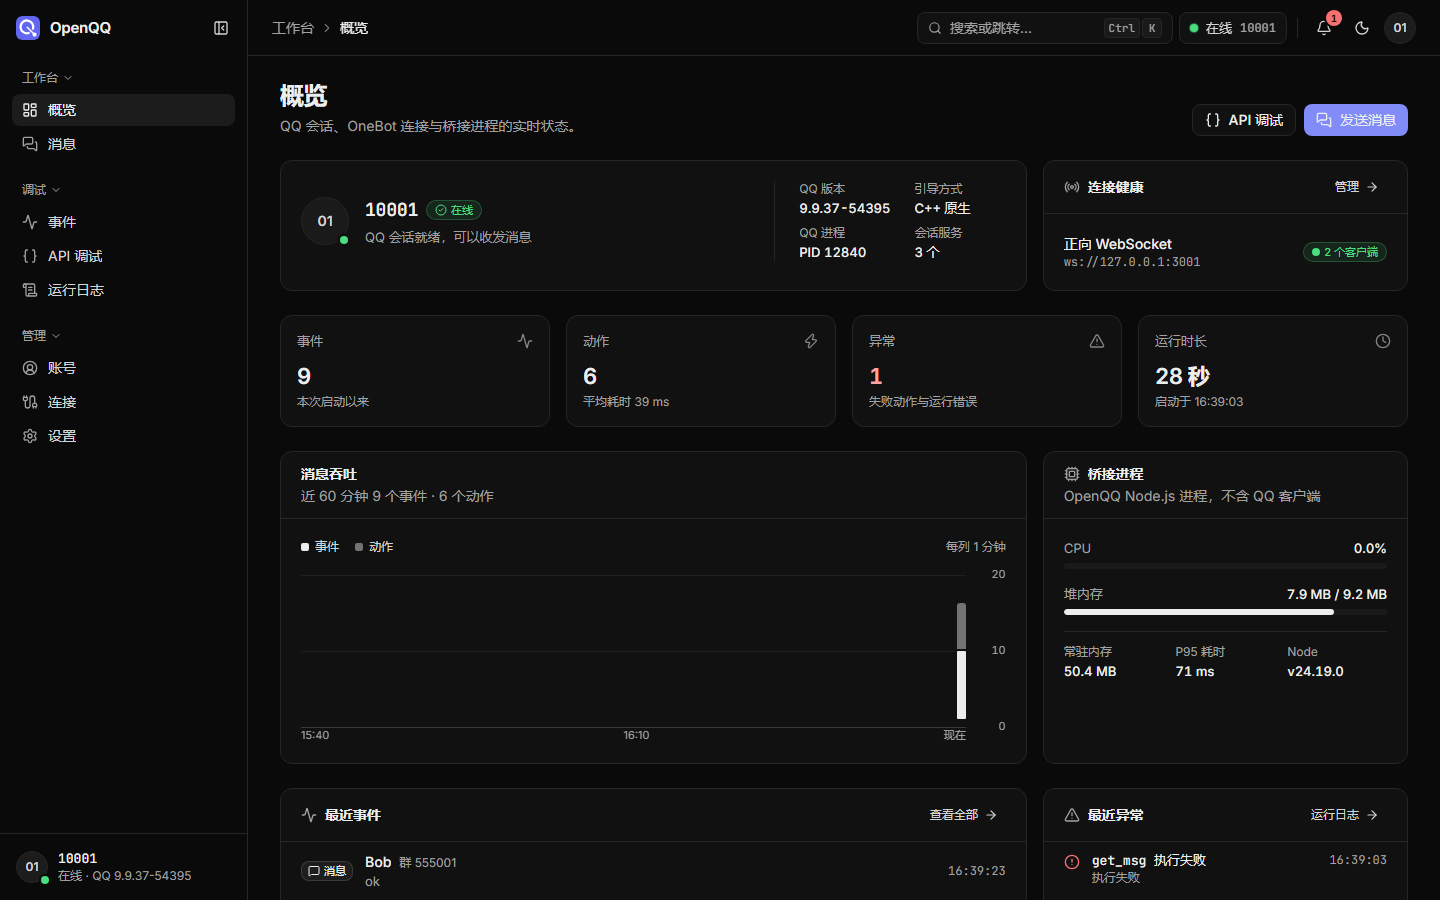 OpenQQ
工作台
概览
消息
调试
事件
API 调试
运行日志
管理
账号
连接
设置
01
10001
在线 · QQ 9.9.37-54395
工作台 > 概览
搜索或跳转...
Ctrl K
在线 10001
1
01
概览
QQ 会话、OneBot 连接与桥接进程的实时状态。
API 调试
发送消息
01
10001 在线
QQ 会话就绪，可以收发消息
QQ 版本
9.9.37-54395
引导方式
C++ 原生
QQ 进程
PID 12840
会话服务
3 个
连接健康
管理
正向 WebSocket
ws://127.0.0.1:3001
2 个客户端
事件
9
本次启动以来
动作
6
平均耗时 39 ms
异常
1
失败动作与运行错误
运行时长
28 秒
启动于 16:39:03
消息吞吐
近 60 分钟 9 个事件 · 6 个动作
事件 动作
每列 1 分钟
20
10
0
15:40
16:10
现在
桥接进程
OpenQQ Node.js 进程，不含 QQ 客户端
CPU
0.0%
堆内存
7.9 MB / 9.2 MB
常驻内存
50.4 MB
P95 耗时
71 ms
Node
v24.19.0
最近事件
查看全部
消息
Bob 群 555001
ok
16:39:23
最近异常
运行日志
get_msg 执行失败
执行失败
16:39:03